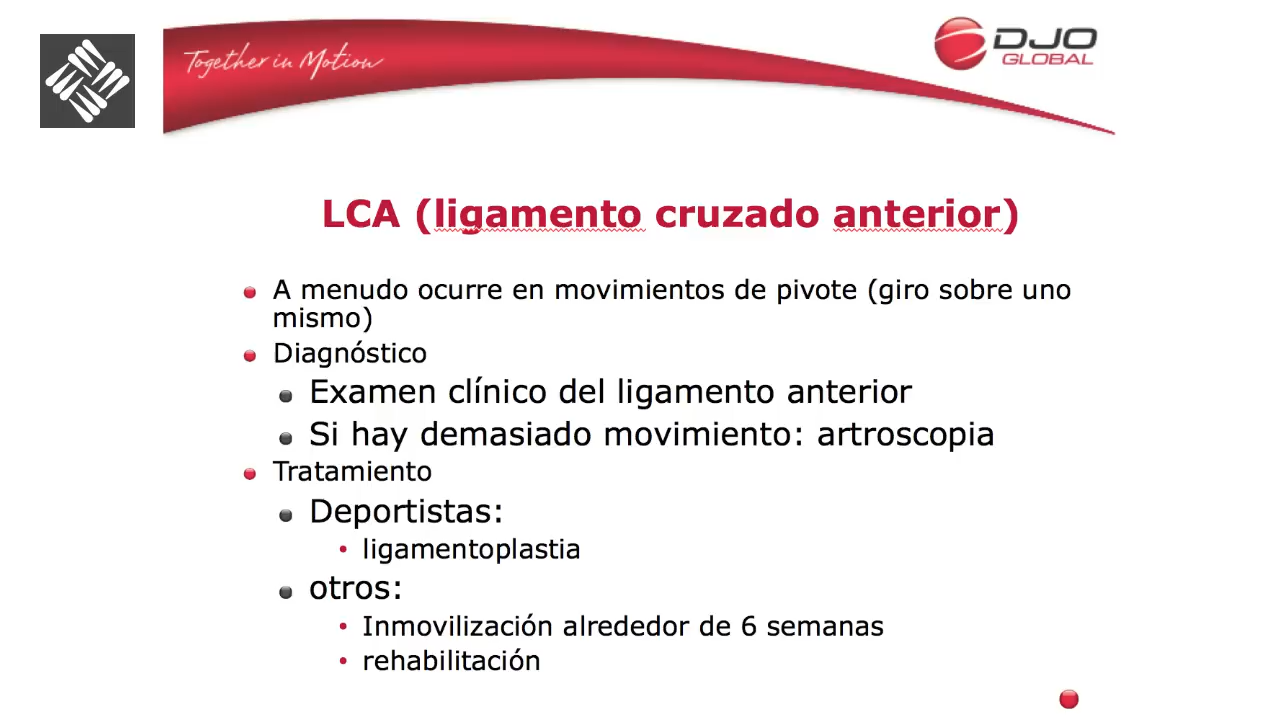 Together in Motion
DJO
GLOBAL
LCA (ligamento cruzado anterior)
A menudo ocurre en movimientos de pivote (giro sobre uno
mismo)
Diagnóstico
Examen clínico del ligamento anterior
Si hay demasiado movimiento: artroscopia
Tratamiento
Deportistas:
ligamentoplastia
otros:
Inmovilización alrededor de 6 semanas
rehabilitación